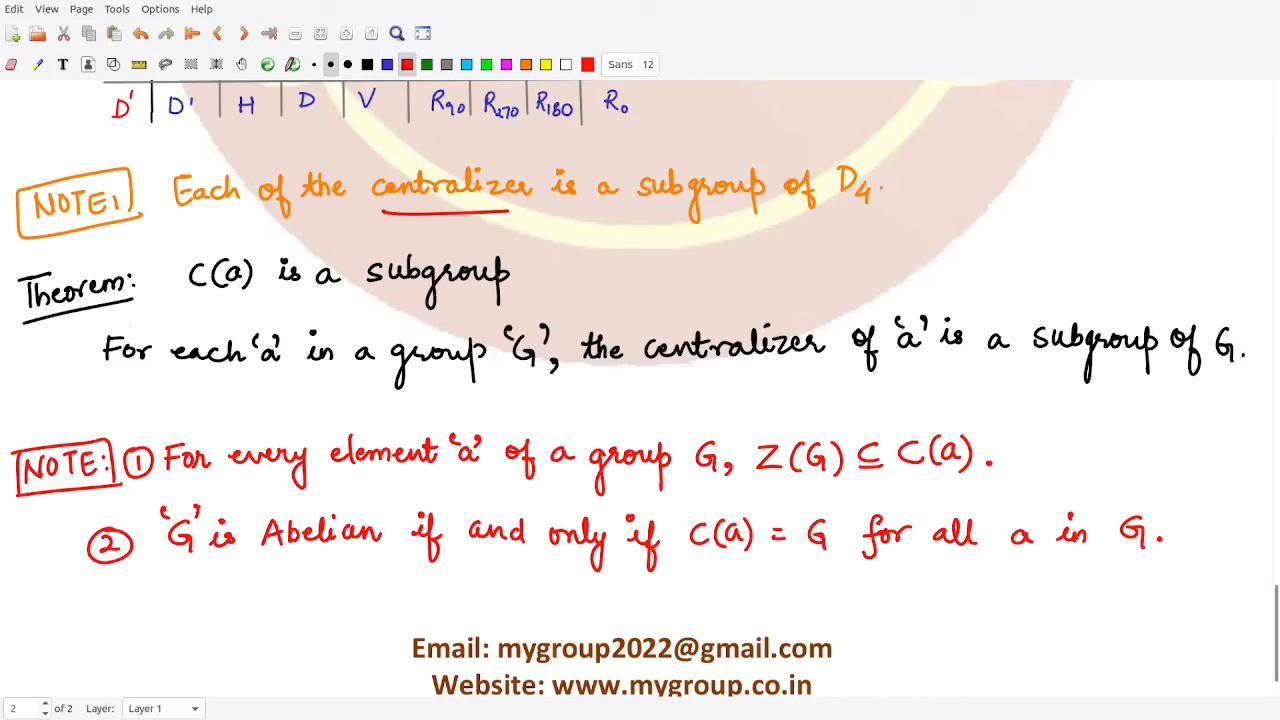 Edit View Page Tools Options Help
Sans 12
D' D' H D V R90 R270 R180 R0
NOTE1 Each of the centralizer is a subgroup of D4.
Theorem: C(a) is a subgroup
For each 'a' in a group 'G', the centralizer of 'a' is a subgroup of G.
NOTE: ① For every element 'a' of a group G, Z(G) ⊆ C(a).
② 'G' is Abelian if and only if C(a) = G for all a in G.
Email: mygroup2022@gmail.com
Website: www.mygroup.co.in
2 of 2 Layer: Layer 1